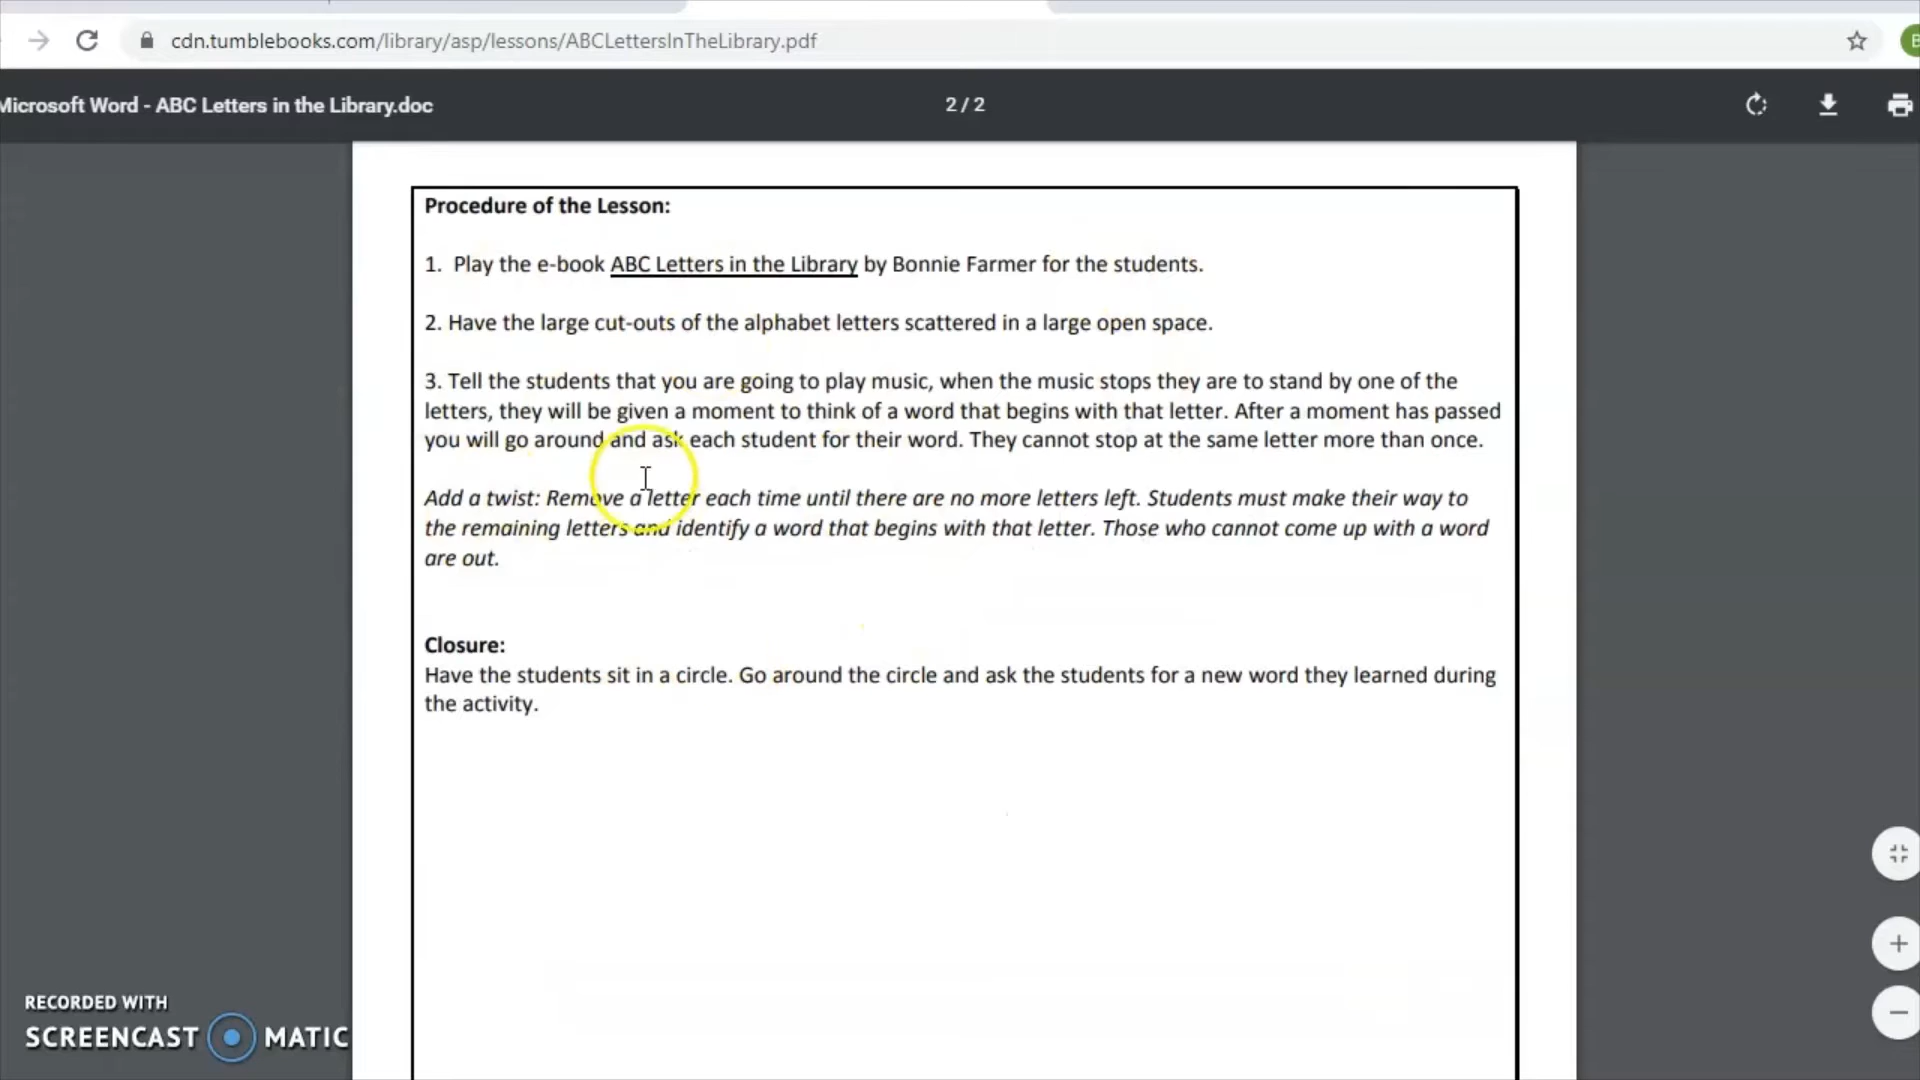 cdn.tumblebooks.com/library/asp/lessons/ABCLettersInTheLibrary.pdf
Microsoft Word - ABC Letters in the Library.doc
2 / 2
Procedure of the Lesson:
1. Play the e-book ABC Letters in the Library by Bonnie Farmer for the students.
2. Have the large cut-outs of the alphabet letters scattered in a large open space.
3. Tell the students that you are going to play music, when the music stops they are to stand by one of the
letters, they will be given a moment to think of a word that begins with that letter. After a moment has passed
you will go around and ask each student for their word. They cannot stop at the same letter more than once.
Add a twist: Remove a letter each time until there are no more letters left. Students must make their way to
the remaining letters and identify a word that begins with that letter. Those who cannot come up with a word
are out.
Closure:
Have the students sit in a circle. Go around the circle and ask the students for a new word they learned during
the activity.
RECORDED WITH
SCREENCAST MATIC